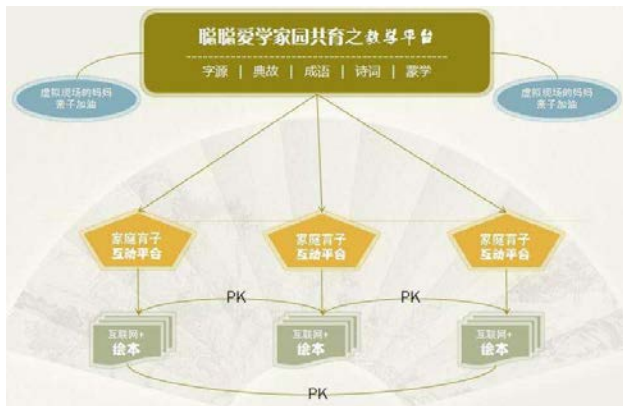 聪聪爱学家园共育之教学平台
字源 | 典故 | 成语 | 诗词 | 蒙学
虚拟现场的妈妈
亲子加油
虚拟现场的妈妈
亲子加油
家庭育子
互动平台
家庭育子
互动平台
家庭育子
互动平台
PK
PK
互联网+
绘本
互联网+
绘本
互联网+
绘本
PK